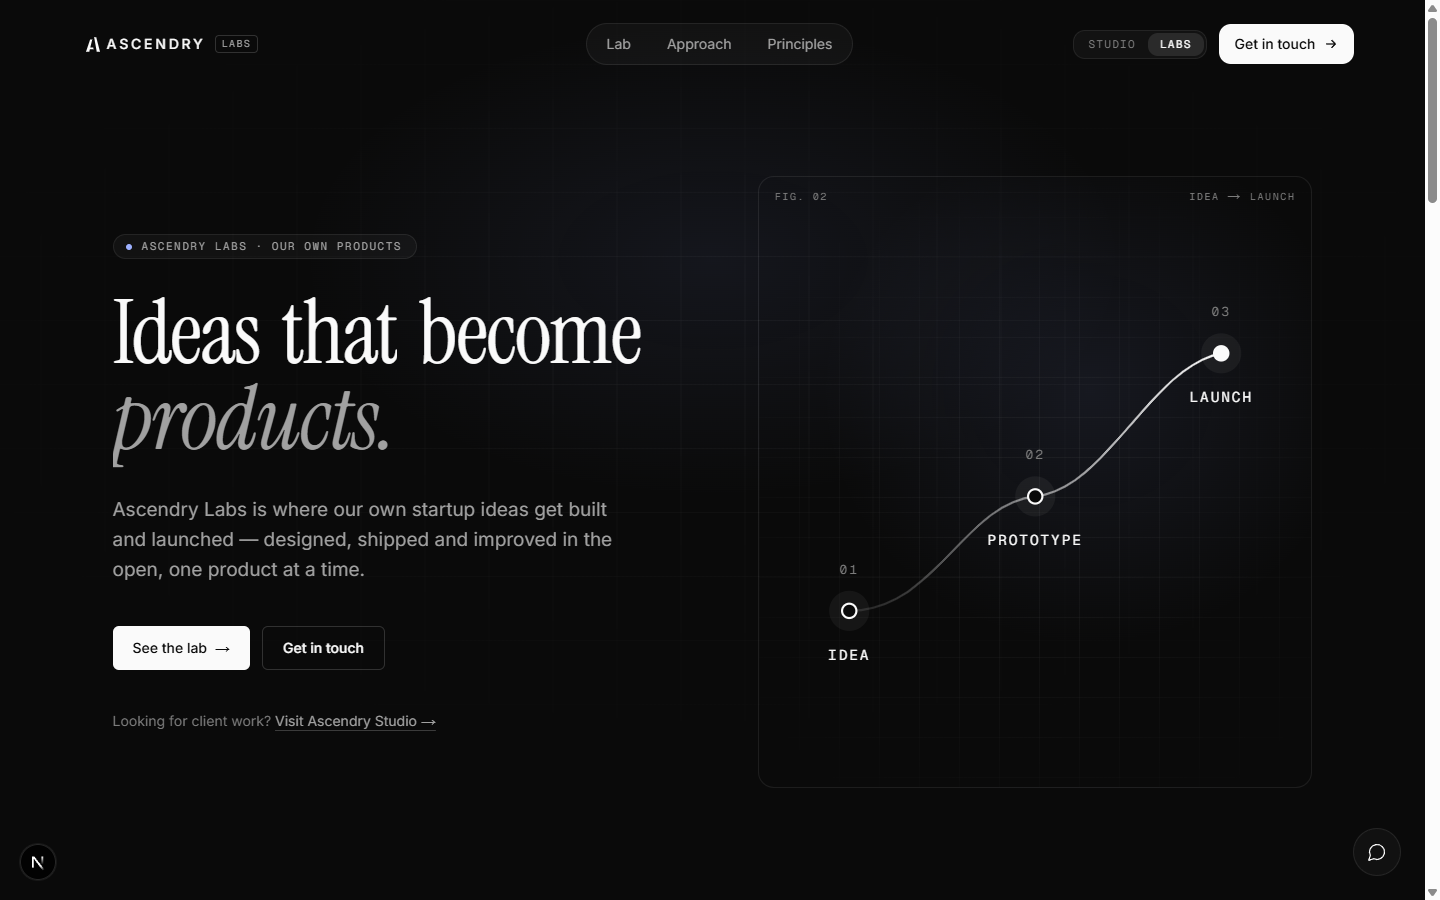 ASCENDRY LABS
Lab Approach Principles
STUDIO LABS
Get in touch →
ASCENDRY LABS · OUR OWN PRODUCTS
Ideas that become
products.
Ascendry Labs is where our own startup ideas get built
and launched — designed, shipped and improved in the
open, one product at a time.
See the lab →
Get in touch
Looking for client work? Visit Ascendry Studio →
FIG. 02
IDEA → LAUNCH
03
LAUNCH
02
PROTOTYPE
01
IDEA
N